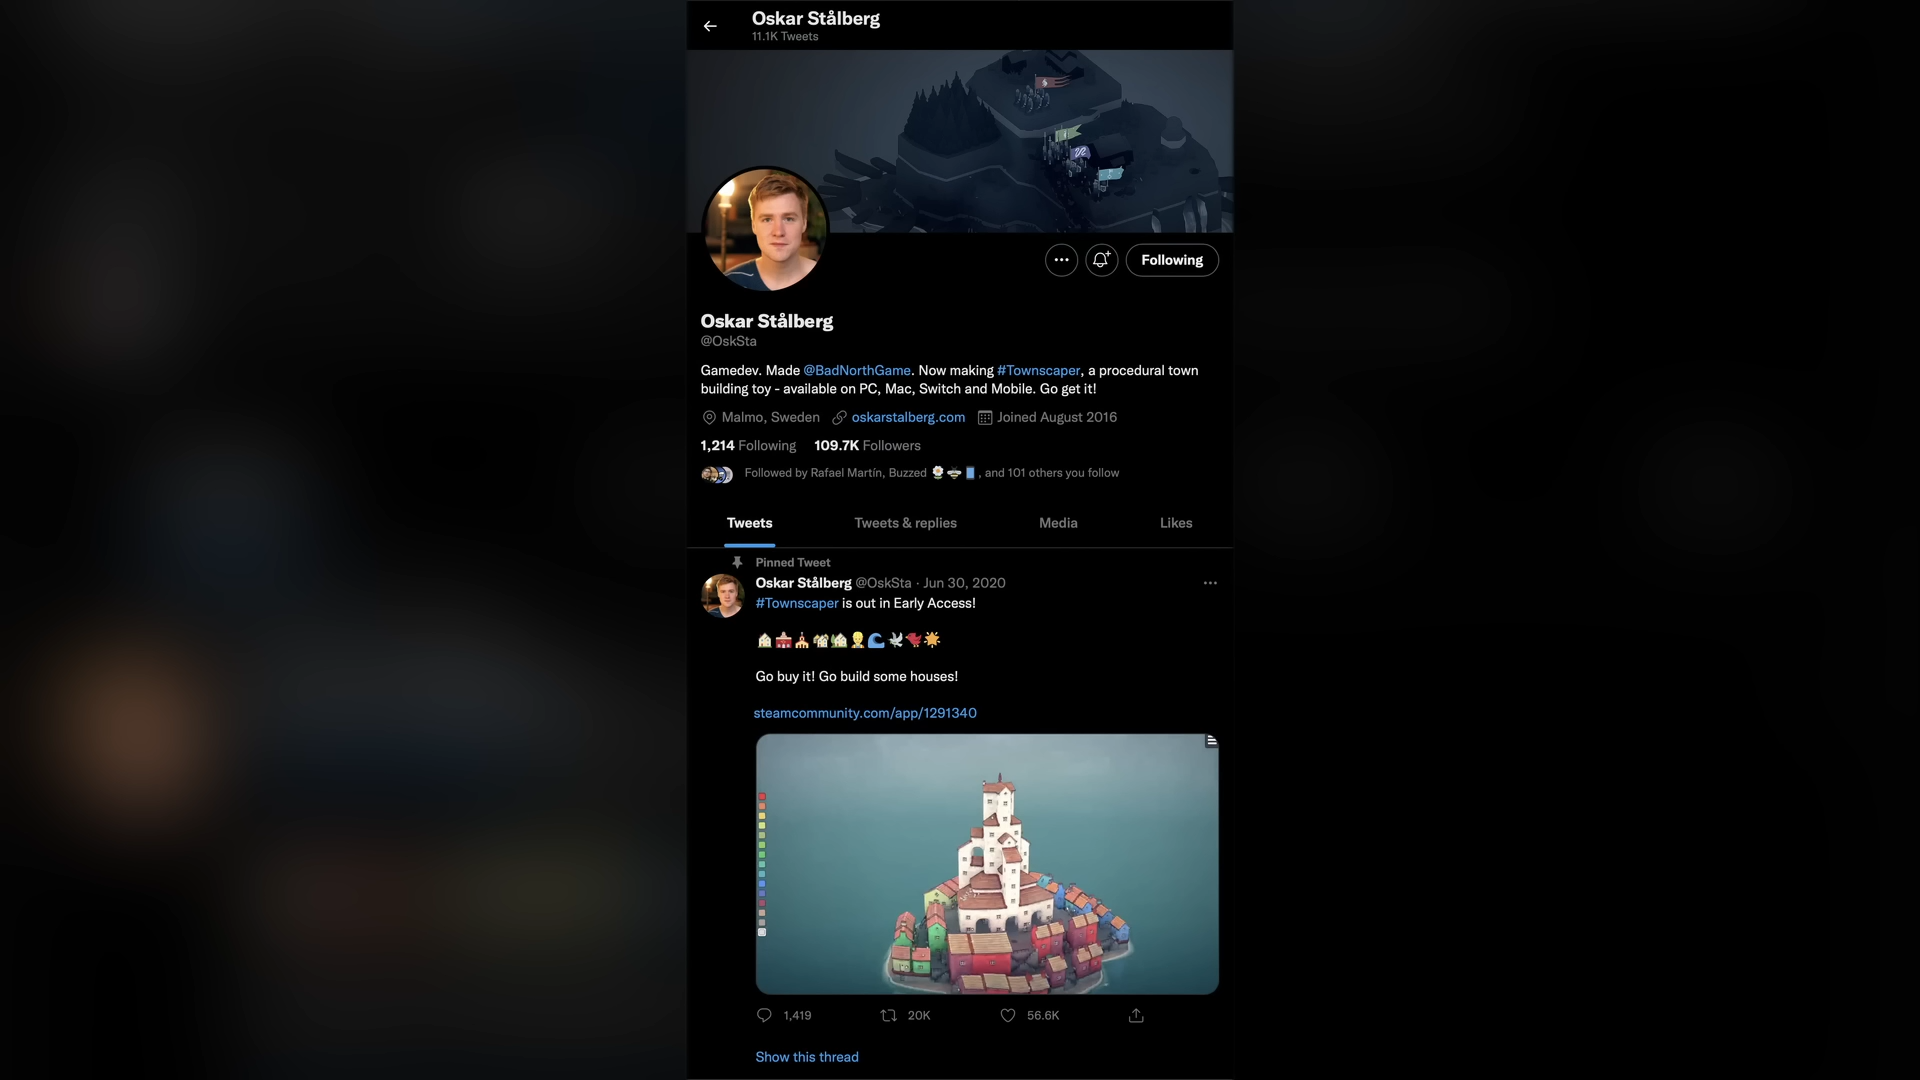 Oskar Stålberg
11.1K Tweets
Following
Oskar Stålberg
@OskSta
Gamedev. Made @BadNorthGame. Now making #Townscaper, a procedural town
building toy - available on PC, Mac, Switch and Mobile. Go get it!
Malmo, Sweden oskarstalberg.com Joined August 2016
1,214 Following 109.7K Followers
Followed by Rafael Martín, Buzzed , and 101 others you follow
Tweets Tweets & replies Media Likes
Pinned Tweet
Oskar Stålberg @OskSta · Jun 30, 2020
#Townscaper is out in Early Access!
Go buy it! Go build some houses!
steamcommunity.com/app/1291340
1,419 20K 56.6K
Show this thread